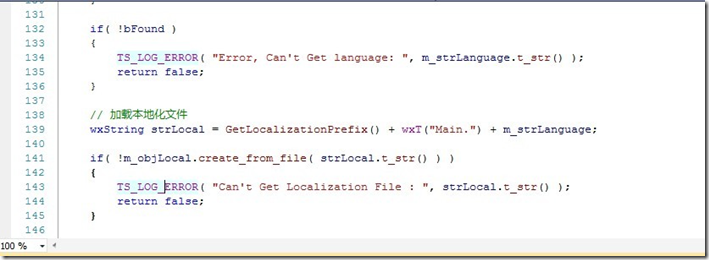 131
132 if( !bFound )
133 {
134 TS_LOG_ERROR( "Error, Can't Get language: ", m_strLanguage.t_str() );
135 return false;
136 }
137
138 // 加载本地化文件
139 wxString strLocal = GetLocalizationPrefix() + wxT("Main.") + m_strLanguage;
140
141 if( !m_objLocal.create_from_file( strLocal.t_str() ) )
142 {
143 TS_LOG_ERROR( "Can't Get Localization File : ", strLocal.t_str() );
144 return false;
145 }
146
100 %